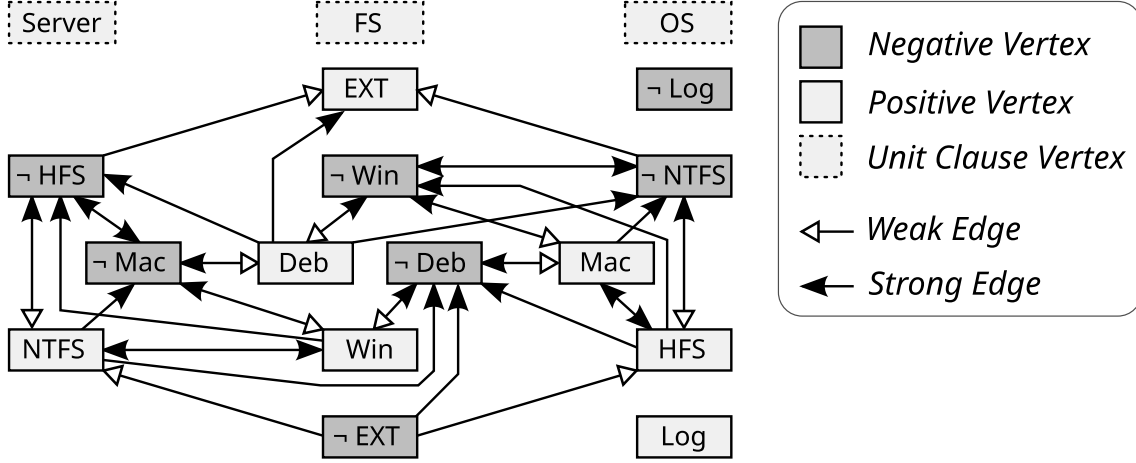 Server FS OS
EXT ¬ Log
¬ HFS ¬ Win ¬ NTFS
¬ Mac Deb ¬ Deb Mac
NTFS Win HFS
¬ EXT Log
Negative Vertex
Positive Vertex
Unit Clause Vertex
Weak Edge
Strong Edge